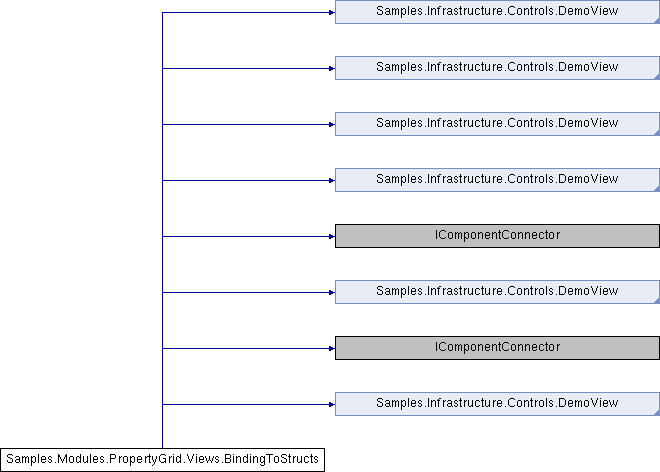 Samples.Infrastructure.Controls.DemoView
Samples.Infrastructure.Controls.DemoView
Samples.Infrastructure.Controls.DemoView
Samples.Infrastructure.Controls.DemoView
IComponentConnector
Samples.Infrastructure.Controls.DemoView
IComponentConnector
Samples.Infrastructure.Controls.DemoView
Samples.Modules.PropertyGrid.Views.BindingToStructs